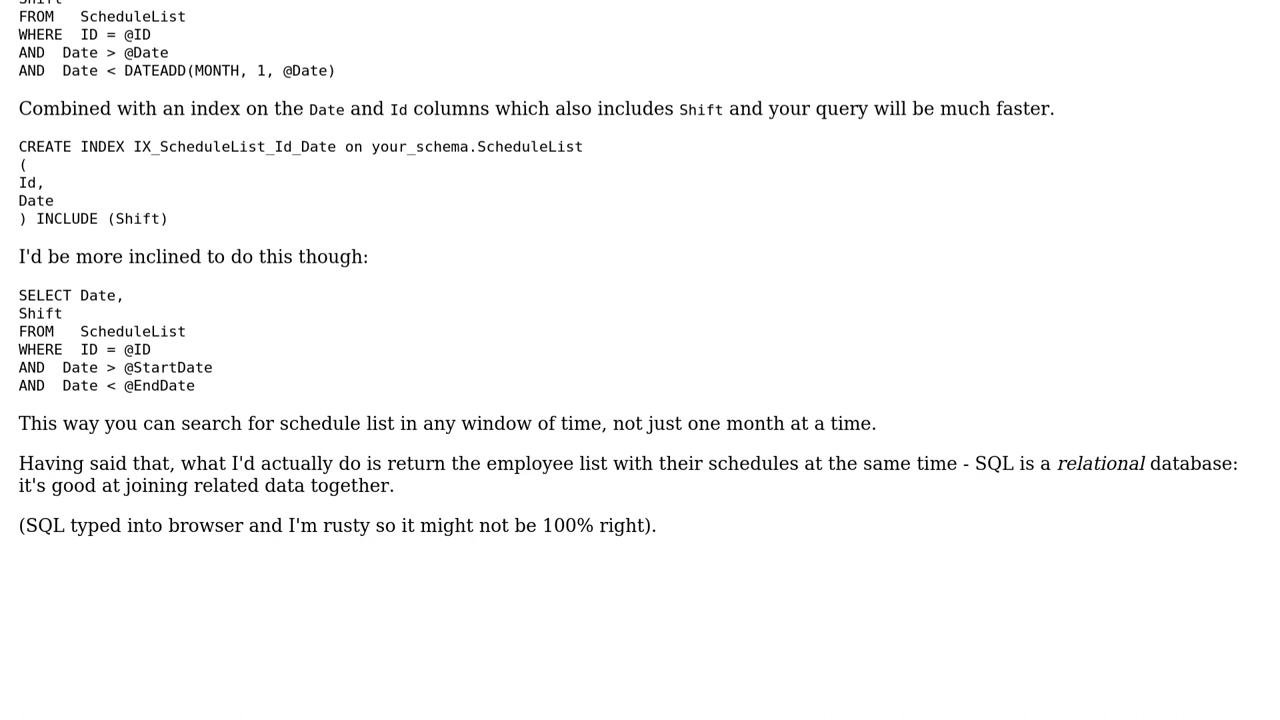 Shift
FROM   ScheduleList
WHERE  ID = @ID
AND  Date > @Date
AND  Date < DATEADD(MONTH, 1, @Date)
Combined with an index on the Date and Id columns which also includes Shift and your query will be much faster.
CREATE INDEX IX_ScheduleList_Id_Date on your_schema.ScheduleList
(
Id,
Date
) INCLUDE (Shift)
I'd be more inclined to do this though:
SELECT Date,
Shift
FROM   ScheduleList
WHERE  ID = @ID
AND  Date > @StartDate
AND  Date < @EndDate
This way you can search for schedule list in any window of time, not just one month at a time.
Having said that, what I'd actually do is return the employee list with their schedules at the same time - SQL is a relational database:
it's good at joining related data together.
(SQL typed into browser and I'm rusty so it might not be 100% right).